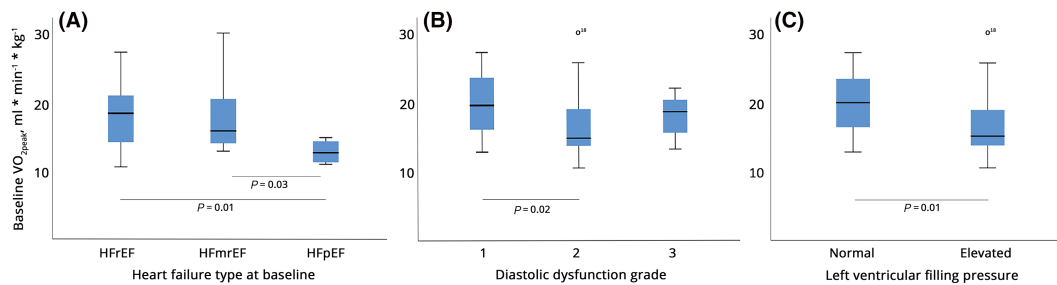 (A)
Baseline VO2peak, ml * min⁻¹ * kg⁻¹
30
20
10
P = 0.03
P = 0.01
HFrEF HFmrEF HFpEF
Heart failure type at baseline
(B)
30
20
10
o16
P = 0.02
1 2 3
Diastolic dysfunction grade
(C)
30
20
10
o18
P = 0.01
Normal Elevated
Left ventricular filling pressure